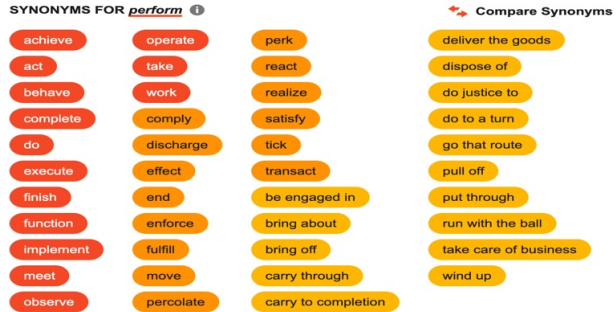 SYNONYMS FOR perform
Compare Synonyms
achieve
act
behave
complete
do
execute
finish
function
implement
meet
observe
operate
take
work
comply
discharge
effect
end
enforce
fulfill
move
percolate
perk
react
realize
satisfy
tick
transact
be engaged in
bring about
bring off
carry through
carry to completion
deliver the goods
dispose of
do justice to
do to a turn
go that route
pull off
put through
run with the ball
take care of business
wind up